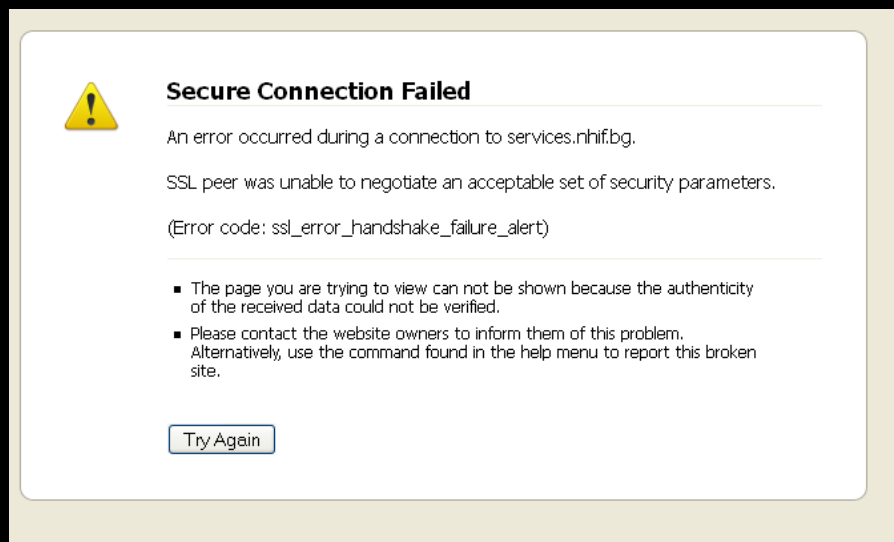 Secure Connection Failed
An error occurred during a connection to services.nhif.bg.
SSL peer was unable to negotiate an acceptable set of security parameters.
(Error code: ssl_error_handshake_failure_alert)
The page you are trying to view can not be shown because the authenticity
of the received data could not be verified.
Please contact the website owners to inform them of this problem.
Alternatively, use the command found in the help menu to report this broken
site.
Try Again